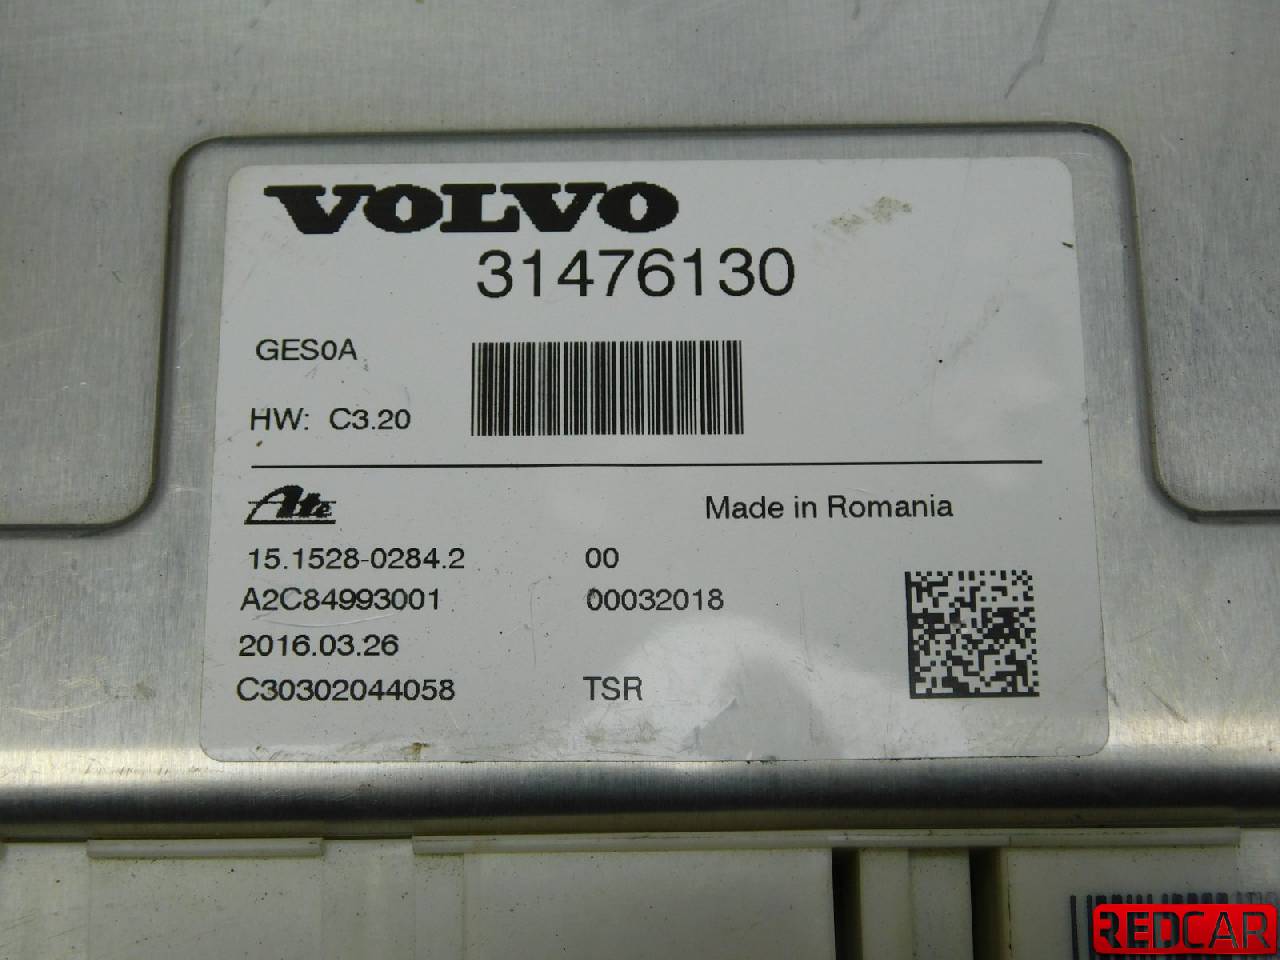 VOLVO
31476130
GES0A
HW: C3.20
Ate
Made in Romania
15.1528-0284.2 00
A2C84993001 00032018
2016.03.26
C30302044058 TSR
REDCAR